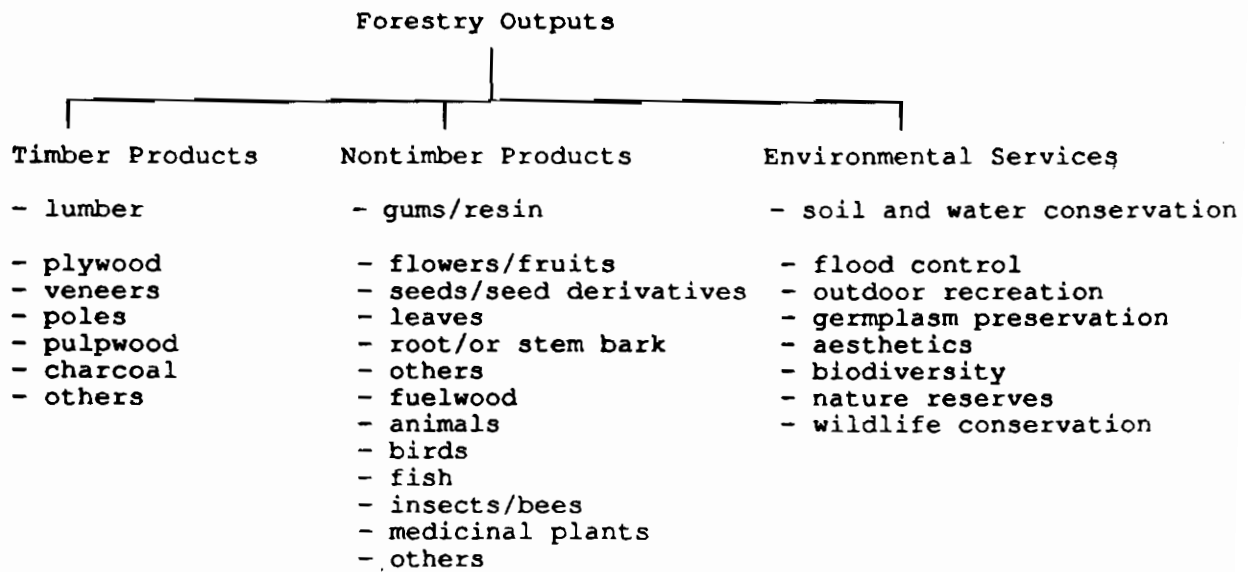 Forestry Outputs
Timber Products
- lumber
- plywood
- veneers
- poles
- pulpwood
- charcoal
- others
Nontimber Products
- gums/resin
- flowers/fruits
- seeds/seed derivatives
- leaves
- root/or stem bark
- others
- fuelwood
- animals
- birds
- fish
- insects/bees
- medicinal plants
- others
Environmental Services
- soil and water conservation
- flood control
- outdoor recreation
- germplasm preservation
- aesthetics
- biodiversity
- nature reserves
- wildlife conservation